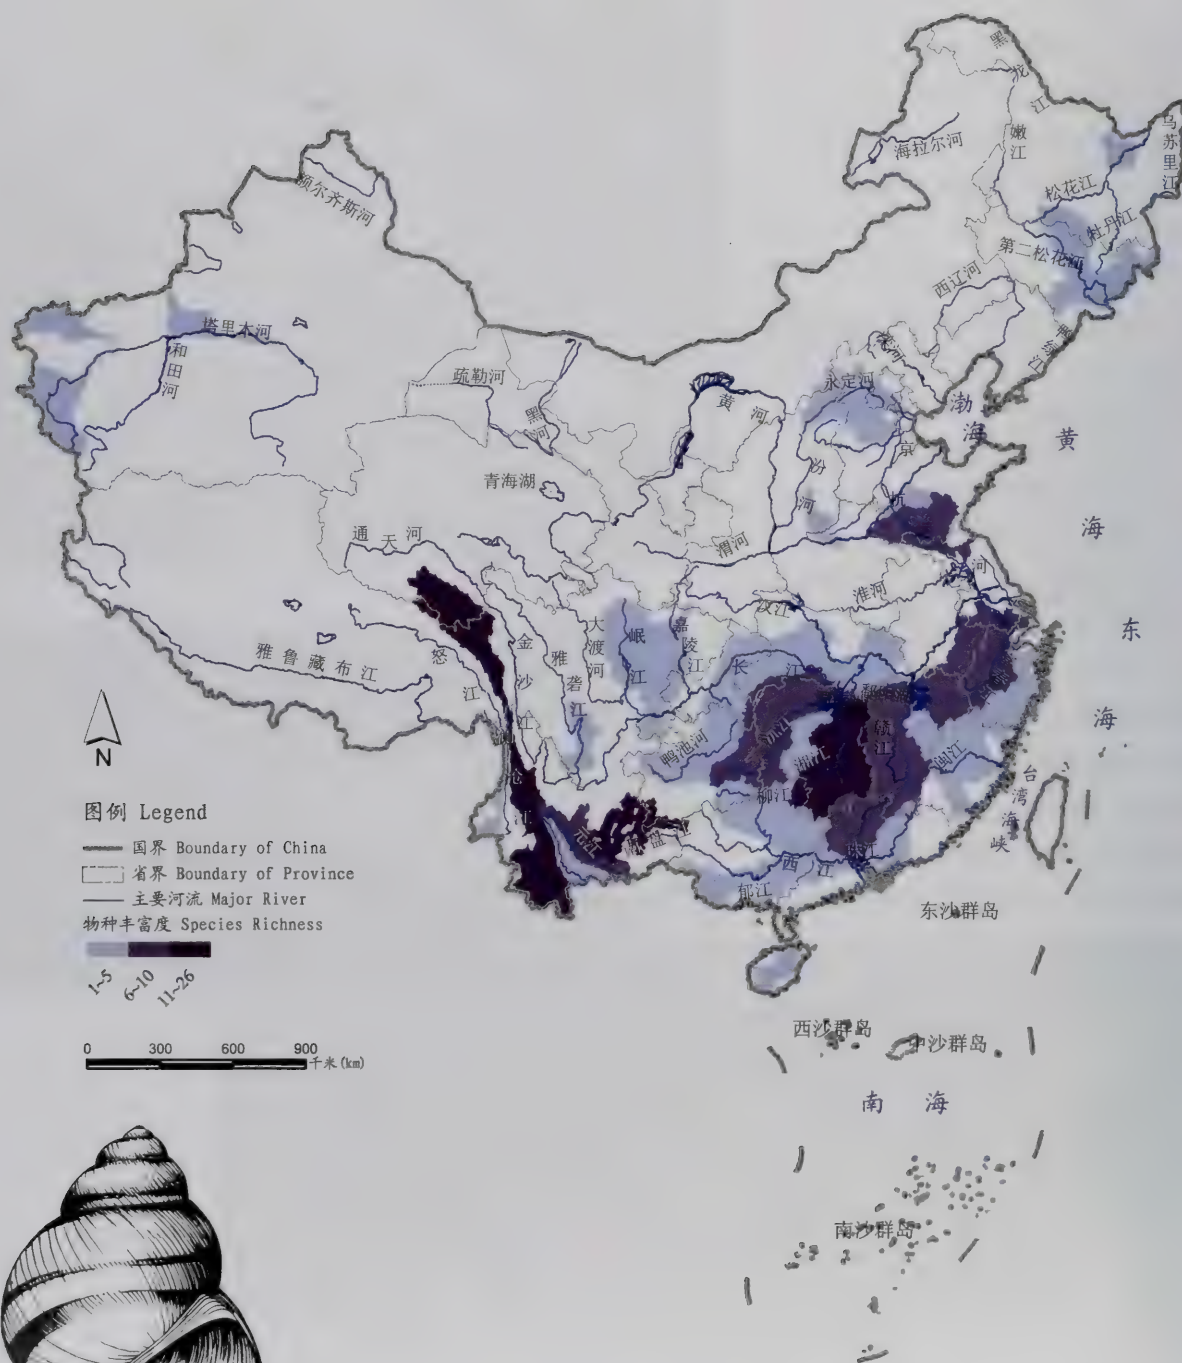 黑龙江
乌苏里江
嫩江
海拉尔河
松花江
牡丹江
额尔齐斯河
第二松花江
西辽河
塔里木河
和田河
疏勒河
黑河
黄河
永定河
渤海
黄海
汾河
京杭
青海湖
通天河
渭河
淮河
汉江
大渡河
岷江
嘉陵江
长江
东海
雅鲁藏布江
怒江
金沙江
雅砻江
鸭池河
沅江
湘江
赣江
闽江
台湾海峡
柳江
元江
珠江
西江
郁江
N
图例 Legend
国界 Boundary of China
省界 Boundary of Province
主要河流 Major River
物种丰富度 Species Richness
1~5
6~10
11~26
0 300 600 900
千米(km)
东沙群岛
西沙群岛
中沙群岛
南海
南沙群岛